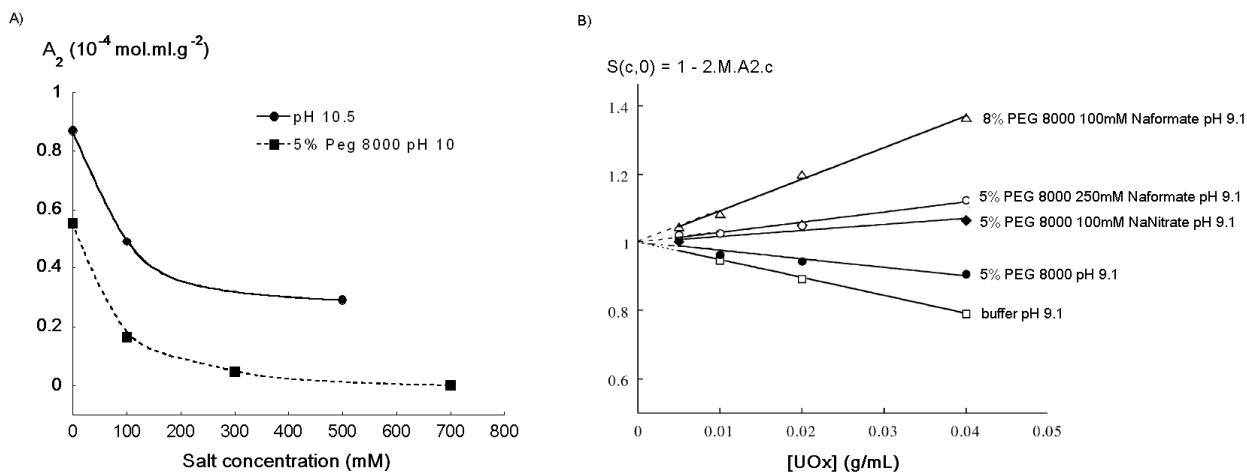 A)
A2 (10-4 mol.ml.g-2)
1
0.8
0.6
0.4
0.2
0
0 100 200 300 400 500 600 700 800
Salt concentration (mM)
pH 10.5
5% Peg 8000 pH 10
B)
S(c,0) = 1 - 2.M.A2.c
1.4
1.2
1
0.8
0.6
0 0.01 0.02 0.03 0.04 0.05
[UOx] (g/mL)
8% PEG 8000 100mM Naformate pH 9.1
5% PEG 8000 250mM Naformate pH 9.1
5% PEG 8000 100mM NaNitrate pH 9.1
5% PEG 8000 pH 9.1
buffer pH 9.1